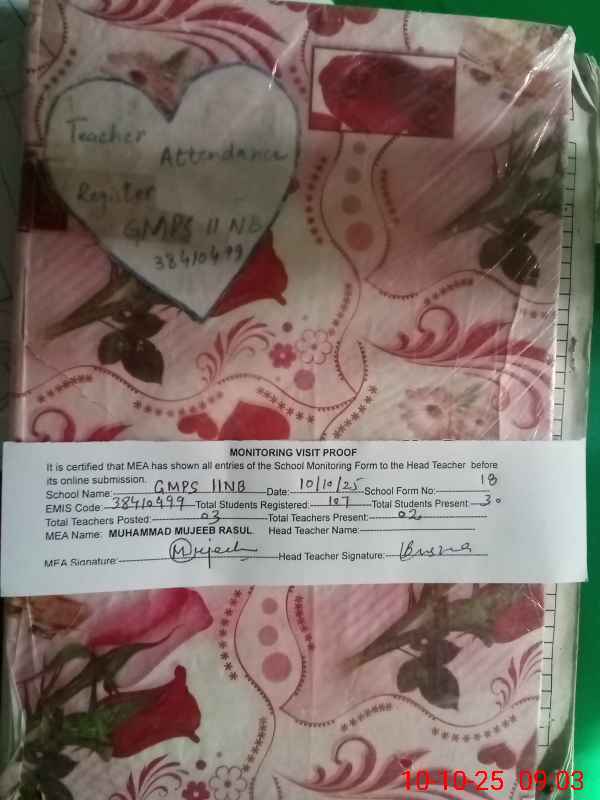 Teacher
Attendance
Register
GMPS 11 NB
38410499
MONITORING VISIT PROOF
It is certified that MEA has shown all entries of the School Monitoring Form to the Head Teacher before
its online submission.
School Name: GMPS 11NB Date: 10/10/25 School Form No: 18
EMIS Code: 38410499 Total Students Registered: 107 Total Students Present: 30
Total Teachers Posted: 03 Total Teachers Present: 02
MEA Name: MUHAMMAD MUJEEB RASUL Head Teacher Name:
MEA Signature: Mujeeb Head Teacher Signature:
10-10-25 09:03